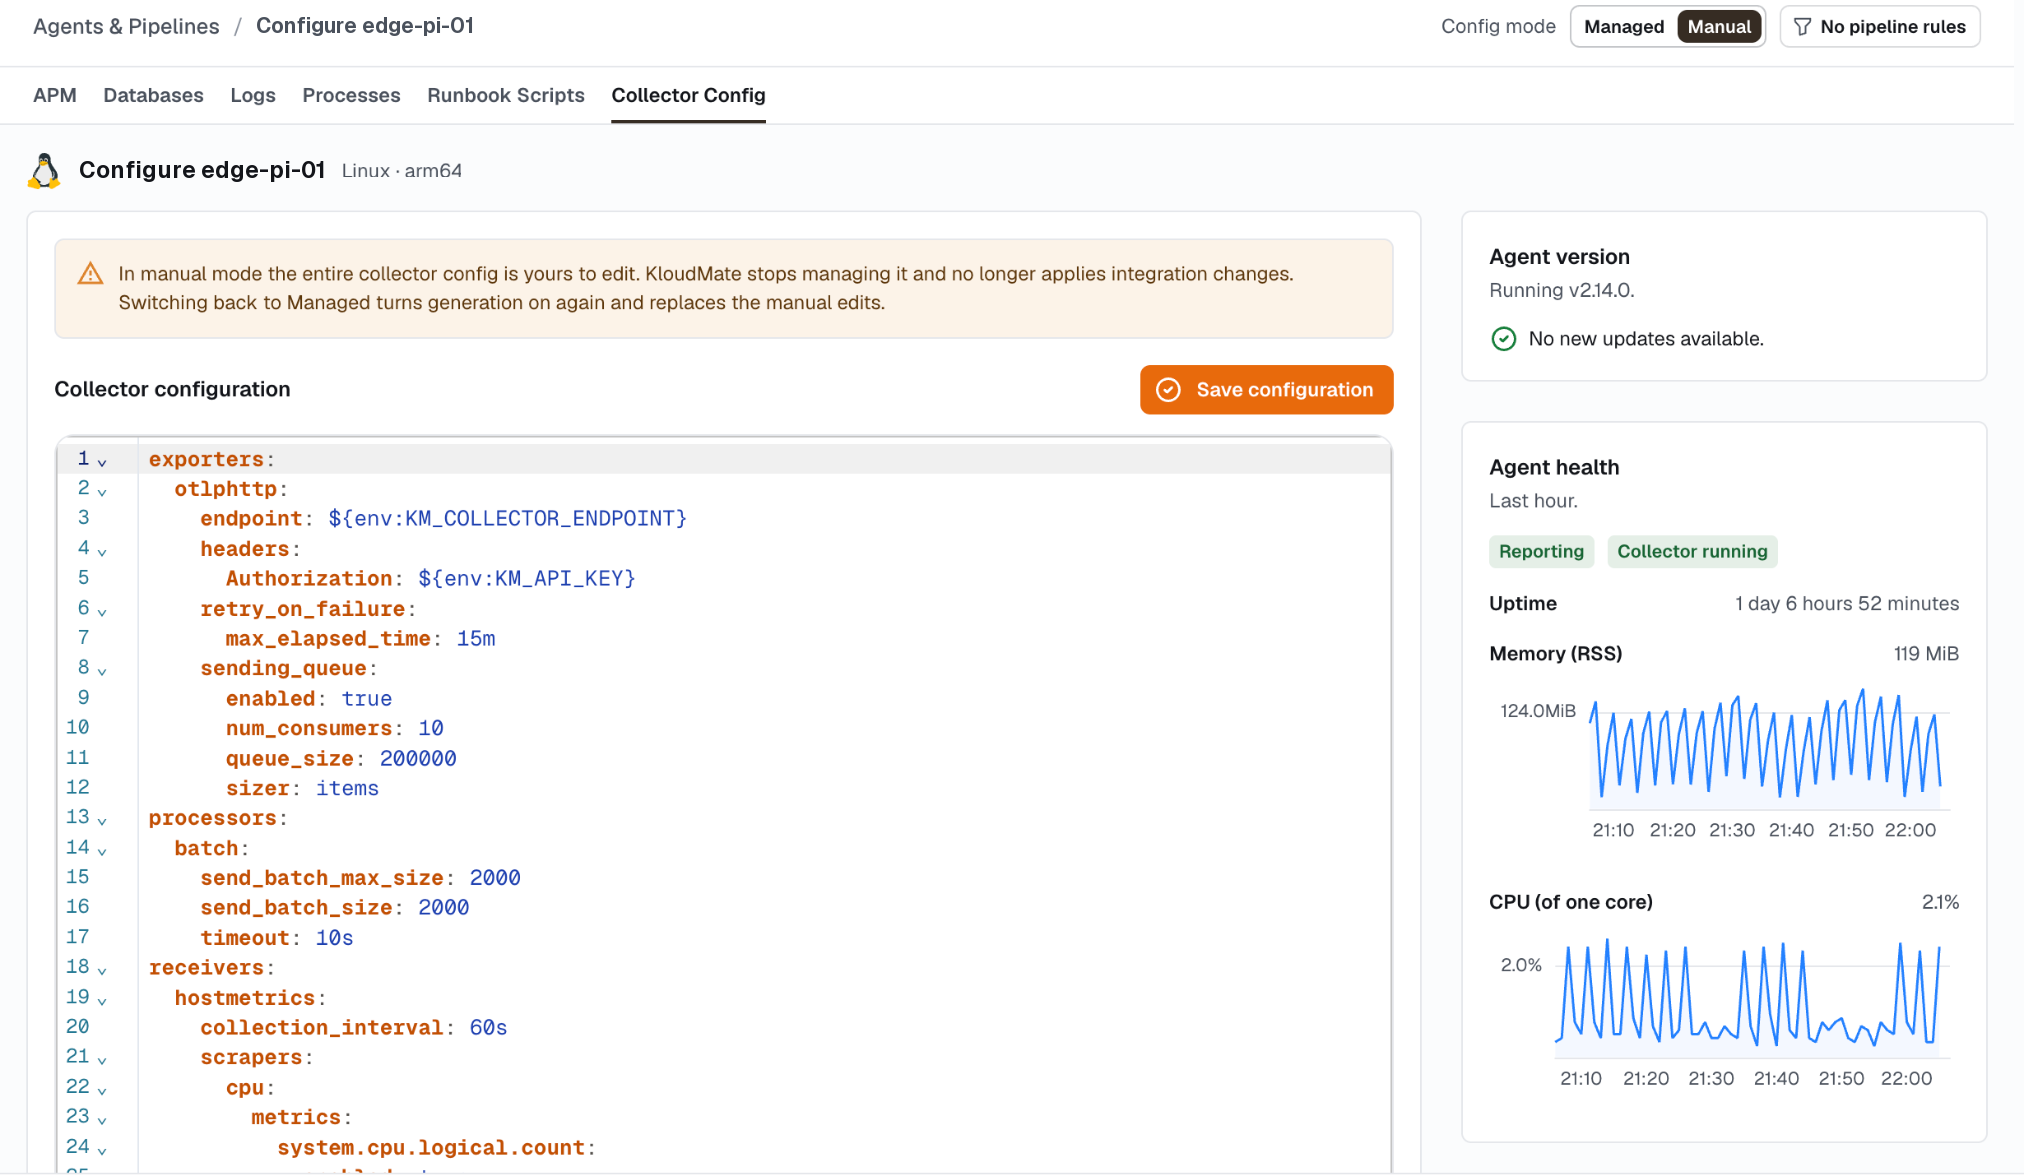 Agents & Pipelines / Configure edge-pi-01
Config mode Managed Manual No pipeline rules
APM Databases Logs Processes Runbook Scripts Collector Config
Configure edge-pi-01 Linux · arm64
In manual mode the entire collector config is yours to edit. KloudMate stops managing it and no longer applies integration changes.
Switching back to Managed turns generation on again and replaces the manual edits.
Collector configuration
Save configuration
1 exporters:
2   otlphttp:
3     endpoint: ${env:KM_COLLECTOR_ENDPOINT}
4     headers:
5       Authorization: ${env:KM_API_KEY}
6     retry_on_failure:
7       max_elapsed_time: 15m
8     sending_queue:
9       enabled: true
10       num_consumers: 10
11       queue_size: 200000
12       sizer: items
13 processors:
14   batch:
15     send_batch_max_size: 2000
16     send_batch_size: 2000
17     timeout: 10s
18 receivers:
19   hostmetrics:
20     collection_interval: 60s
21     scrapers:
22       cpu:
23         metrics:
24           system.cpu.logical.count:
Agent version
Running v2.14.0.
No new updates available.
Agent health
Last hour.
Reporting Collector running
Uptime 1 day 6 hours 52 minutes
Memory (RSS) 119 MiB
124.0MiB
21:10 21:20 21:30 21:40 21:50 22:00
CPU (of one core) 2.1%
2.0%
21:10 21:20 21:30 21:40 21:50 22:00